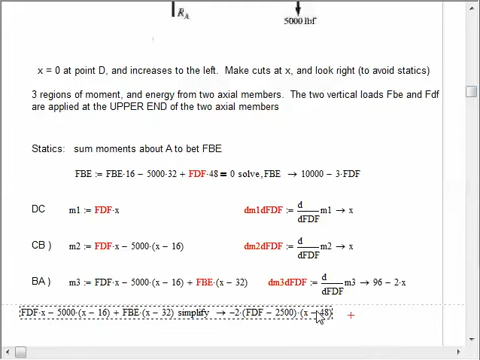 R_A
5000 lbf
x = 0 at point D, and increases to the left. Make cuts at x, and look right (to avoid statics)
3 regions of moment, and energy from two axial members. The two vertical loads Fbe and Fdf
are applied at the UPPER END of the two axial members
Statics: sum moments about A to bet FBE
FBE := FBE·16 − 5000·32 + FDF·48 = 0 solve,FBE → 10000 − 3·FDF
DC m1 := FDF·x dm1dFDF := d/dFDF m1 → x
CB ) m2 := FDF·x − 5000·(x − 16) dm2dFDF := d/dFDF m2 → x
BA ) m3 := FDF·x − 5000·(x − 16) + FBE·(x − 32) dm3dFDF := d/dFDF m3 → 96 − 2·x
FDF·x − 5000·(x − 16) + FBE·(x − 32) simplify → −2·(FDF − 2500)·(x − 48)